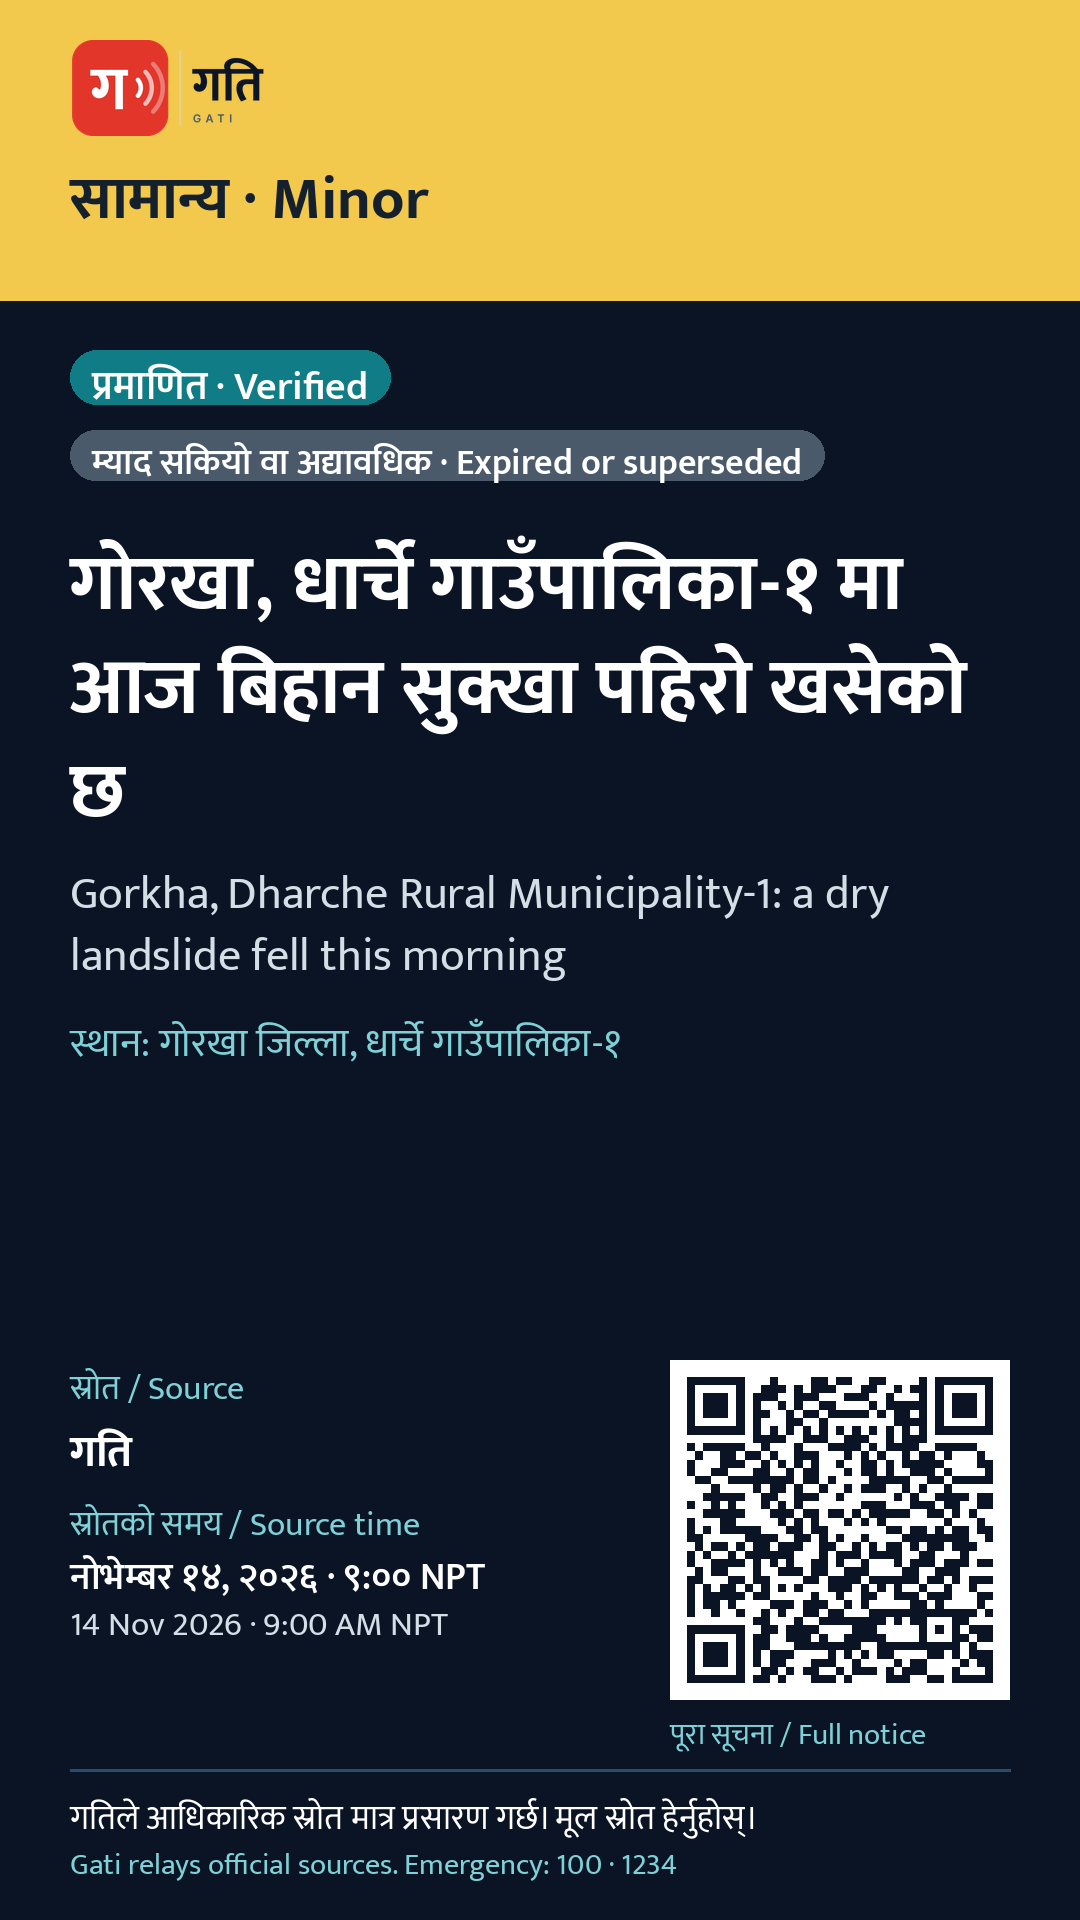 ग
गति
GATI
सामान्य · Minor
प्रमाणित · Verified
म्याद सकियो वा अद्यावधिक · Expired or superseded
गोरखा, धार्चे गाउँपालिका-१ मा
आज बिहान सुक्खा पहिरो खसेको
छ
Gorkha, Dharche Rural Municipality-1: a dry
landslide fell this morning
स्थान: गोरखा जिल्ला, धार्चे गाउँपालिका-१
स्रोत / Source
गति
स्रोतको समय / Source time
नोभेम्बर १४, २०२६ · ९:०० NPT
14 Nov 2026 · 9:00 AM NPT
पूरा सूचना / Full notice
गतिले आधिकारिक स्रोत मात्र प्रसारण गर्छ। मूल स्रोत हेर्नुहोस्।
Gati relays official sources. Emergency: 100 · 1234